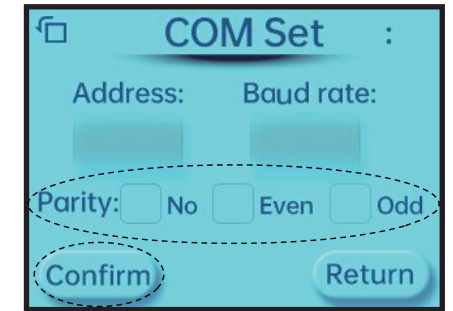 COM Set :
Address: Baud rate:
Parity: No Even Odd
Confirm Return